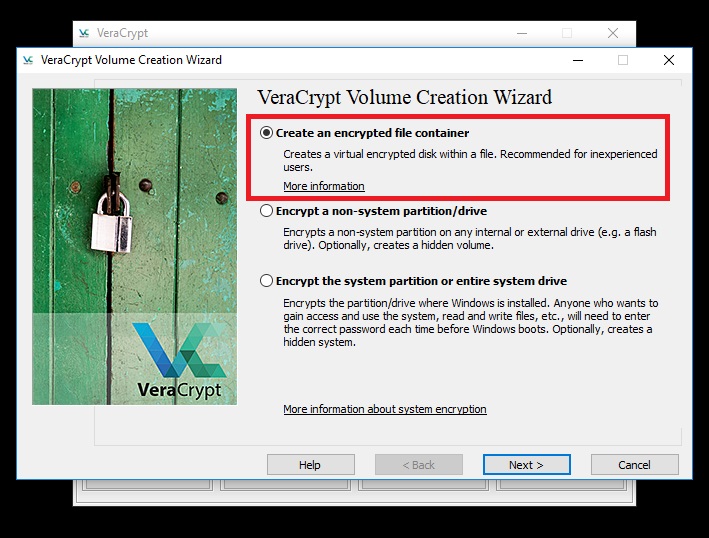 VeraCrypt
VeraCrypt Volume Creation Wizard
VeraCrypt Volume Creation Wizard
Create an encrypted file container
Creates a virtual encrypted disk within a file. Recommended for inexperienced
users.
More information
Encrypt a non-system partition/drive
Encrypts a non-system partition on any internal or external drive (e.g. a flash
drive). Optionally, creates a hidden volume.
Encrypt the system partition or entire system drive
Encrypts the partition/drive where Windows is installed. Anyone who wants to
gain access and use the system, read and write files, etc., will need to enter
the correct password each time before Windows boots. Optionally, creates a
hidden system.
VeraCrypt
More information about system encryption
Help
< Back
Next >
Cancel